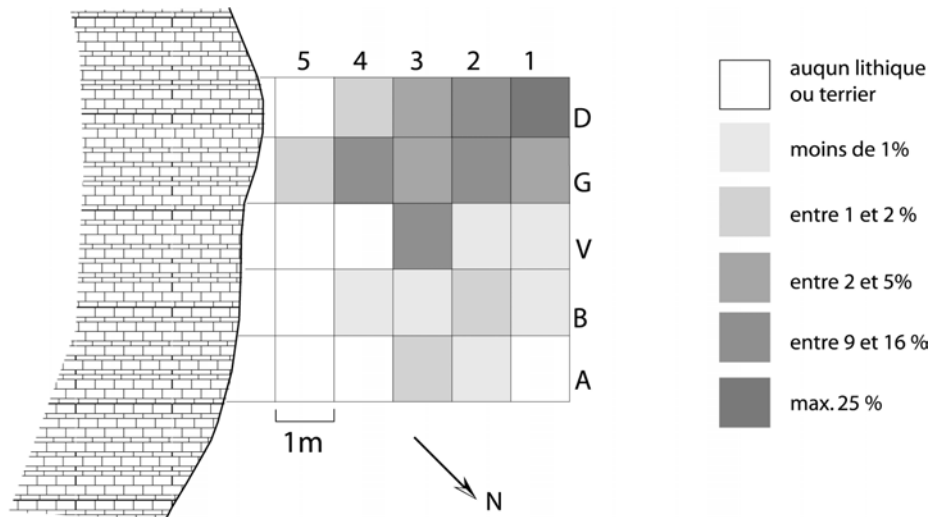 5 4 3 2 1
D
G
V
B
A
1m
N
auqun lithique
ou terrier
moins de 1%
entre 1 et 2 %
entre 2 et 5%
entre 9 et 16 %
max. 25 %